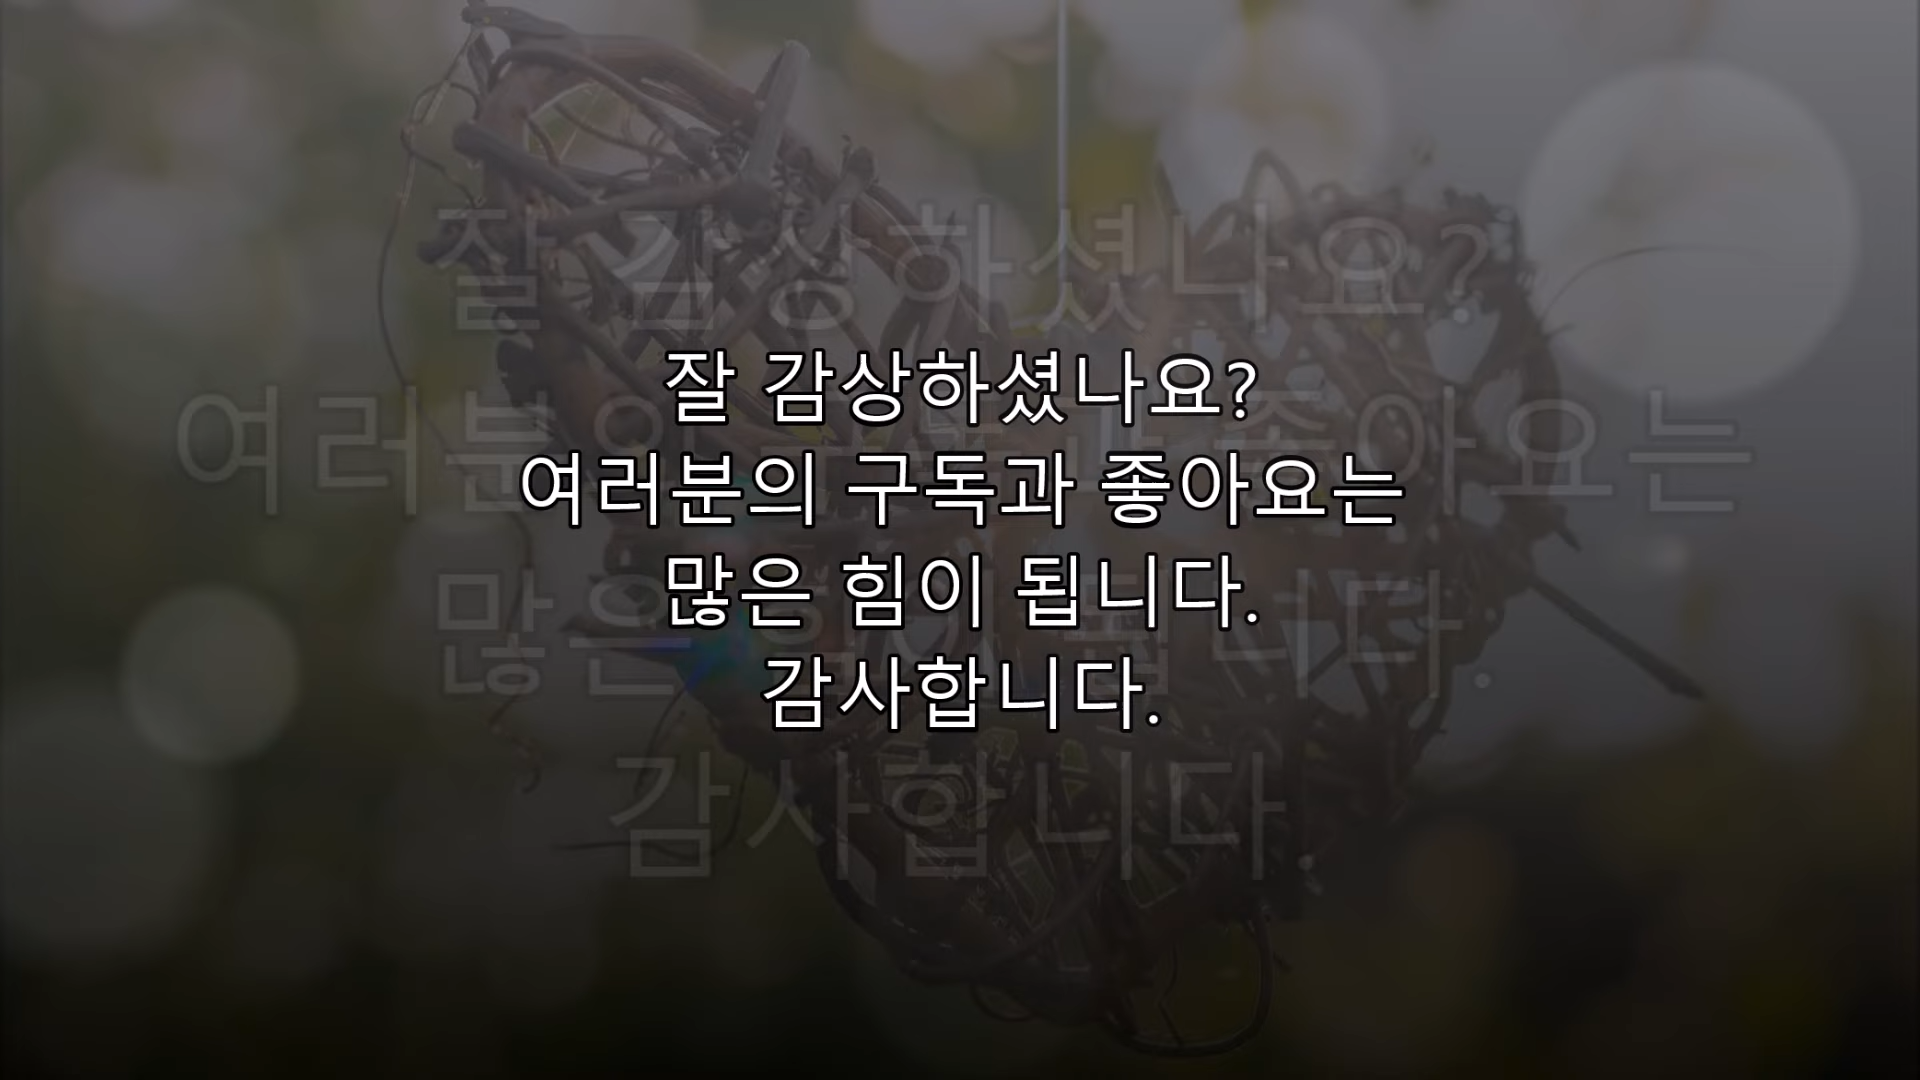 잘 감상하셨나요?
여러분의 구독과 좋아요는
많은 힘이 됩니다.
감사합니다.